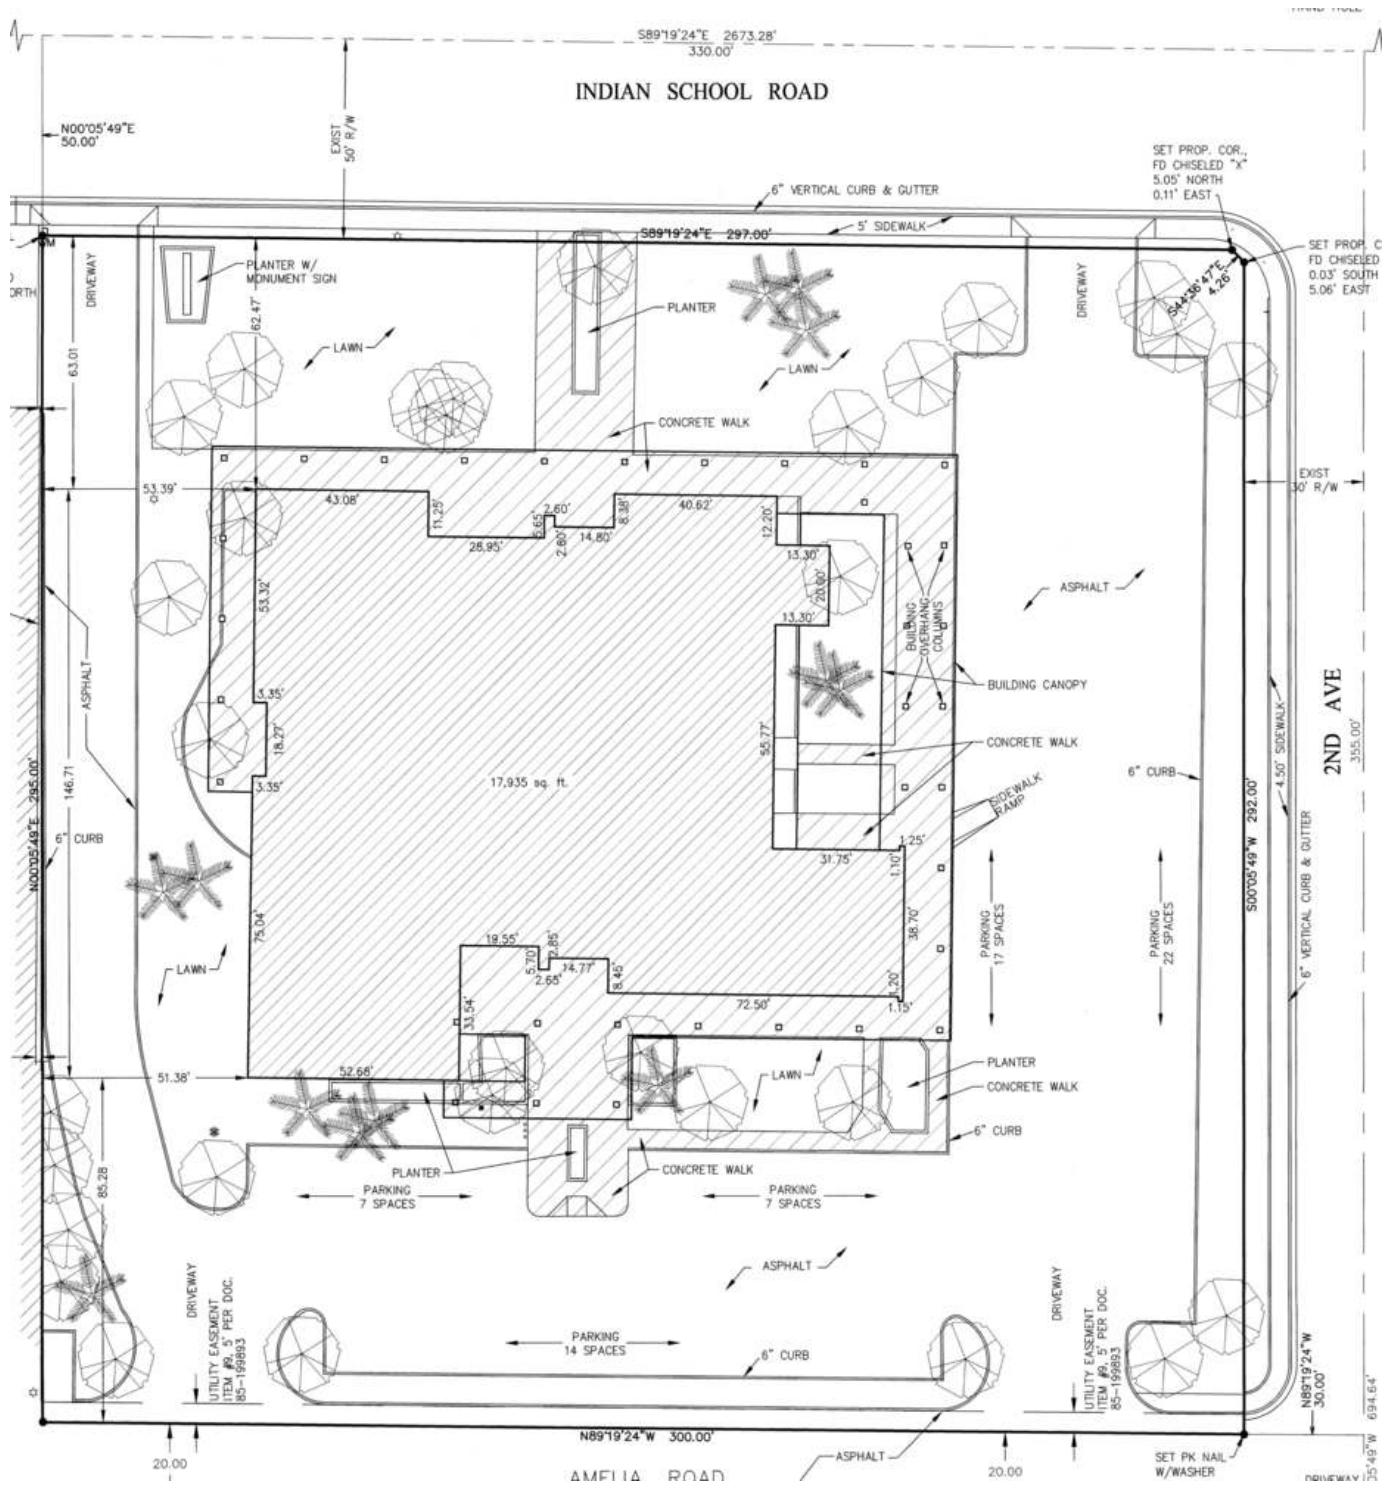 S89°19'24"E 2673.28'
330.00'
INDIAN SCHOOL ROAD
N00°05'49"E
50.00'
EXIST
50' R/W
SET PROP. COR.,
FD CHISELED "X"
5.05' NORTH
0.11' EAST
6" VERTICAL CURB & GUTTER
5' SIDEWALK
S89°19'24"E 297.00'
SET PROP. C
FD CHISELED
0.03' SOUTH
5.06' EAST
S44°36'47"E
4.26'
DRIVEWAY
PLANTER W/
MONUMENT SIGN
62.47'
63.01
LAWN
PLANTER
LAWN
DRIVEWAY
CONCRETE WALK
EXIST
30' R/W
53.39'
43.08'
11.25'
28.95'
5.65'
2.60'
2.60'
14.80'
8.38'
40.62'
12.20'
13.30'
20.00'
13.30'
BUILDING
OVERHANG
COLUMNS
ASPHALT
53.32'
ASPHALT
3.35'
18.27'
3.35'
55.77'
BUILDING CANOPY
CONCRETE WALK
2ND AVE
355.00'
4.50' SIDEWALK
146.71
N00°05'49"E 295.00'
17,935 sq. ft.
6" CURB
SIDEWALK
RAMP
S00°05'49"W 292.00'
6" VERTICAL CURB & GUTTER
6" CURB
31.75'
1.25'
1.10'
38.70'
PARKING
17 SPACES
PARKING
22 SPACES
75.04'
LAWN
19.55'
5.70'
2.85'
2.65'
14.77'
8.45'
72.50'
1.20'
1.15'
33.54'
51.38'
52.68'
LAWN
PLANTER
CONCRETE WALK
6" CURB
85.28
PLANTER
CONCRETE WALK
PARKING
7 SPACES
PARKING
7 SPACES
ASPHALT
DRIVEWAY
UTILITY EASEMENT
ITEM #9, 5' PER DOC.
85-199893
PARKING
14 SPACES
6" CURB
DRIVEWAY
UTILITY EASEMENT
ITEM #9, 5' PER DOC.
85-199893
N89°19'24"W
30.00'
694.64'
05'49"W
N89°19'24"W 300.00'
ASPHALT
SET PK NAIL
W/WASHER
20.00
20.00
AMELIA ROAD
DRIVEWAY